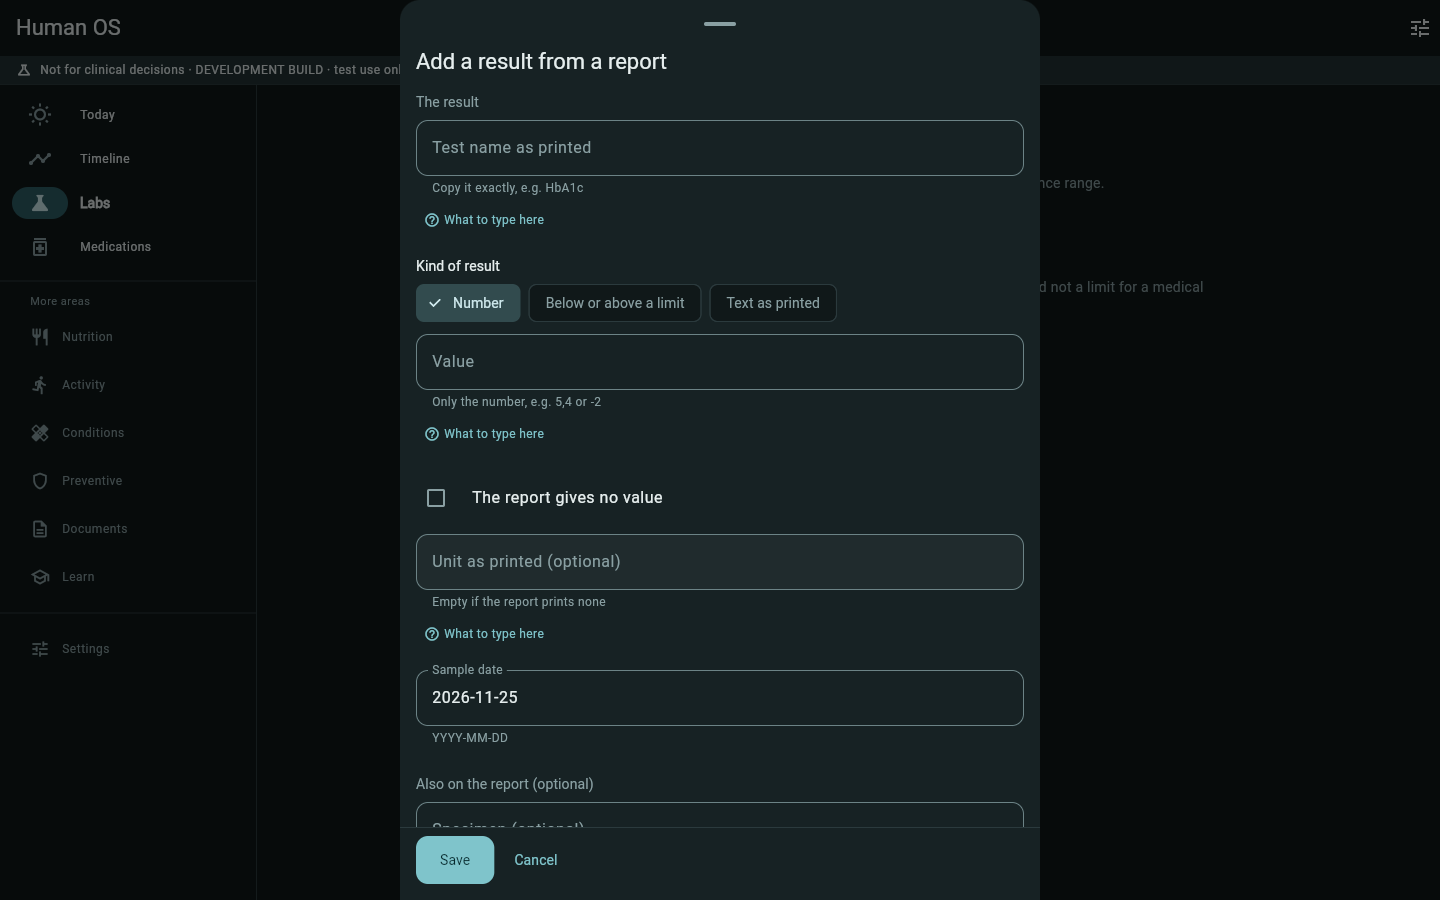 Human OS
Not for clinical decisions · DEVELOPMENT BUILD · test use
Today
Timeline
Labs
Medications
More areas
Nutrition
Activity
Conditions
Preventive
Documents
Learn
Settings
Add a result from a report
The result
Test name as printed
Copy it exactly, e.g. HbA1c
What to type here
Kind of result
Number
Below or above a limit
Text as printed
Value
Only the number, e.g. 5,4 or -2
What to type here
The report gives no value
Unit as printed (optional)
Empty if the report prints none
What to type here
Sample date
2026-11-25
YYYY-MM-DD
Also on the report (optional)
Specimen (optional)
Save
Cancel
range.
not a limit for a medical